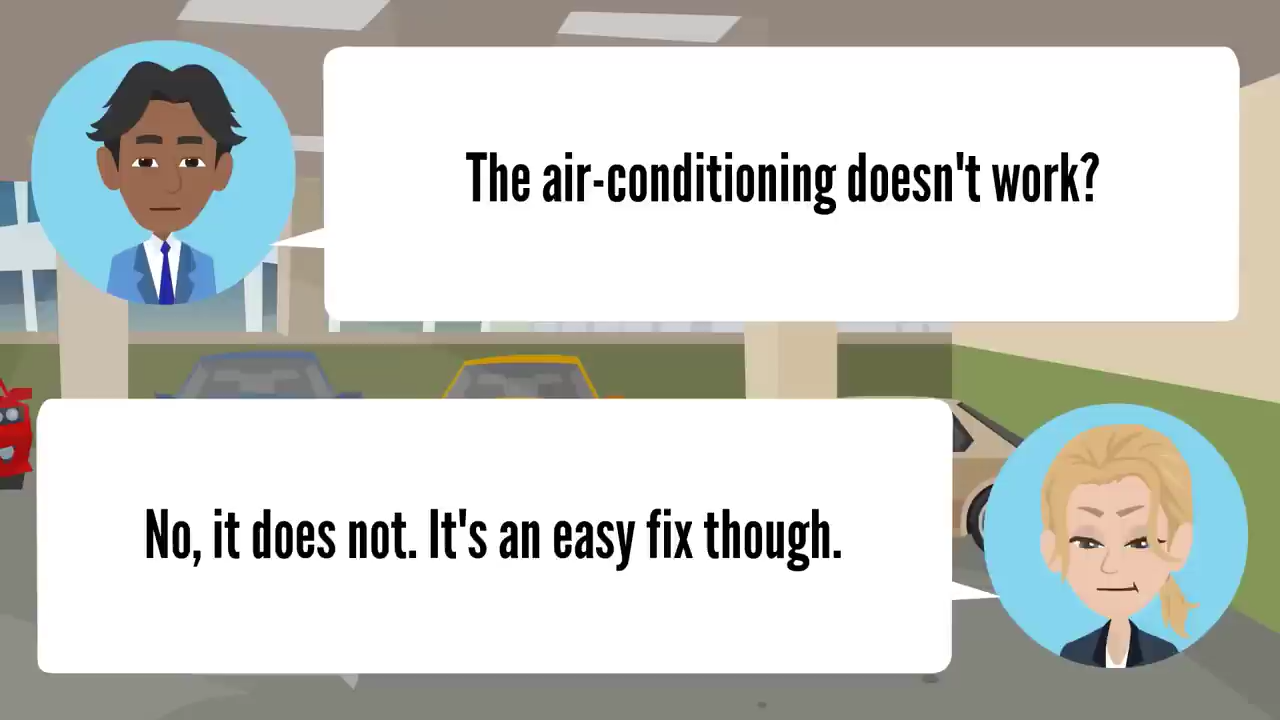 The air-conditioning doesn't work?
No, it does not. It's an easy fix though.